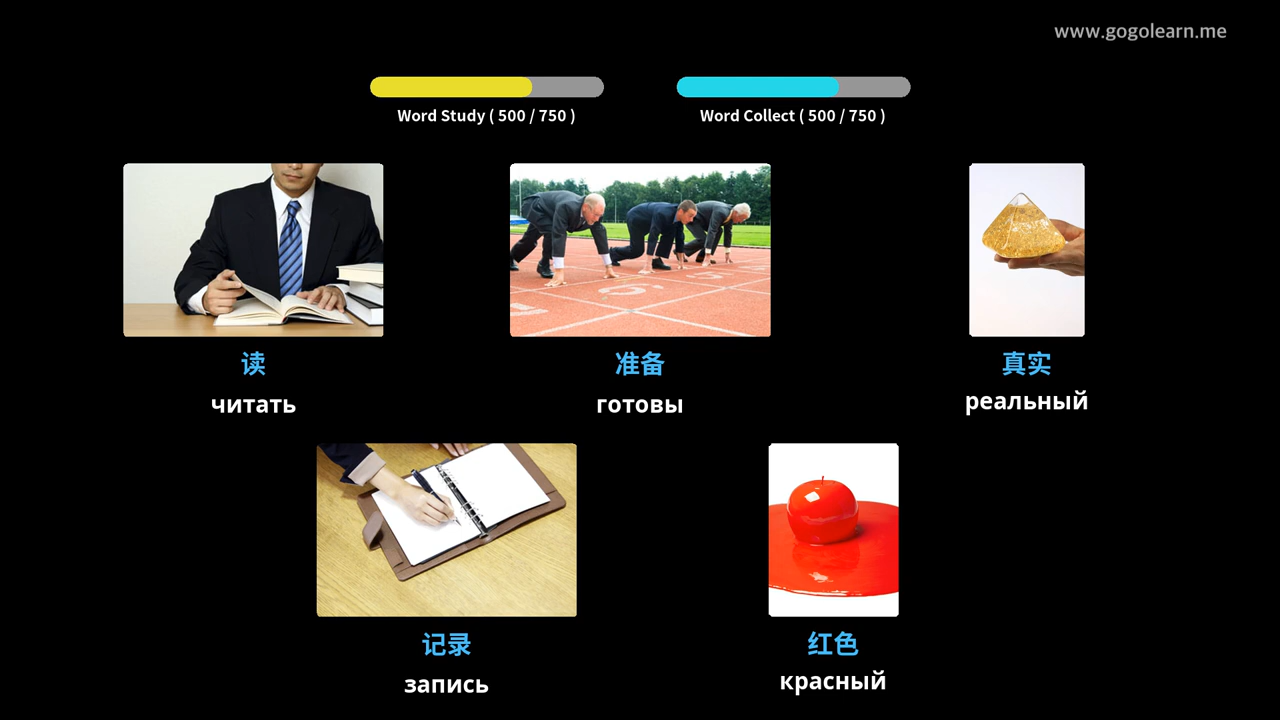 www.gogolearn.me
Word Study ( 500 / 750 )
Word Collect ( 500 / 750 )
读
читать
准备
готовы
真实
реальный
记录
запись
红色
красный